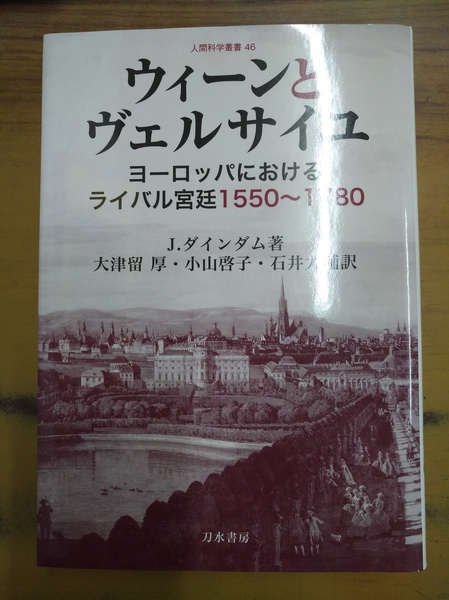 人間科学叢書 46
ウィーンと
ヴェルサイユ
ヨーロッパにおける
ライバル宮廷1550〜1780
J.ダインダム著
大津留 厚・小山啓子・石井大輔訳
刀水書房